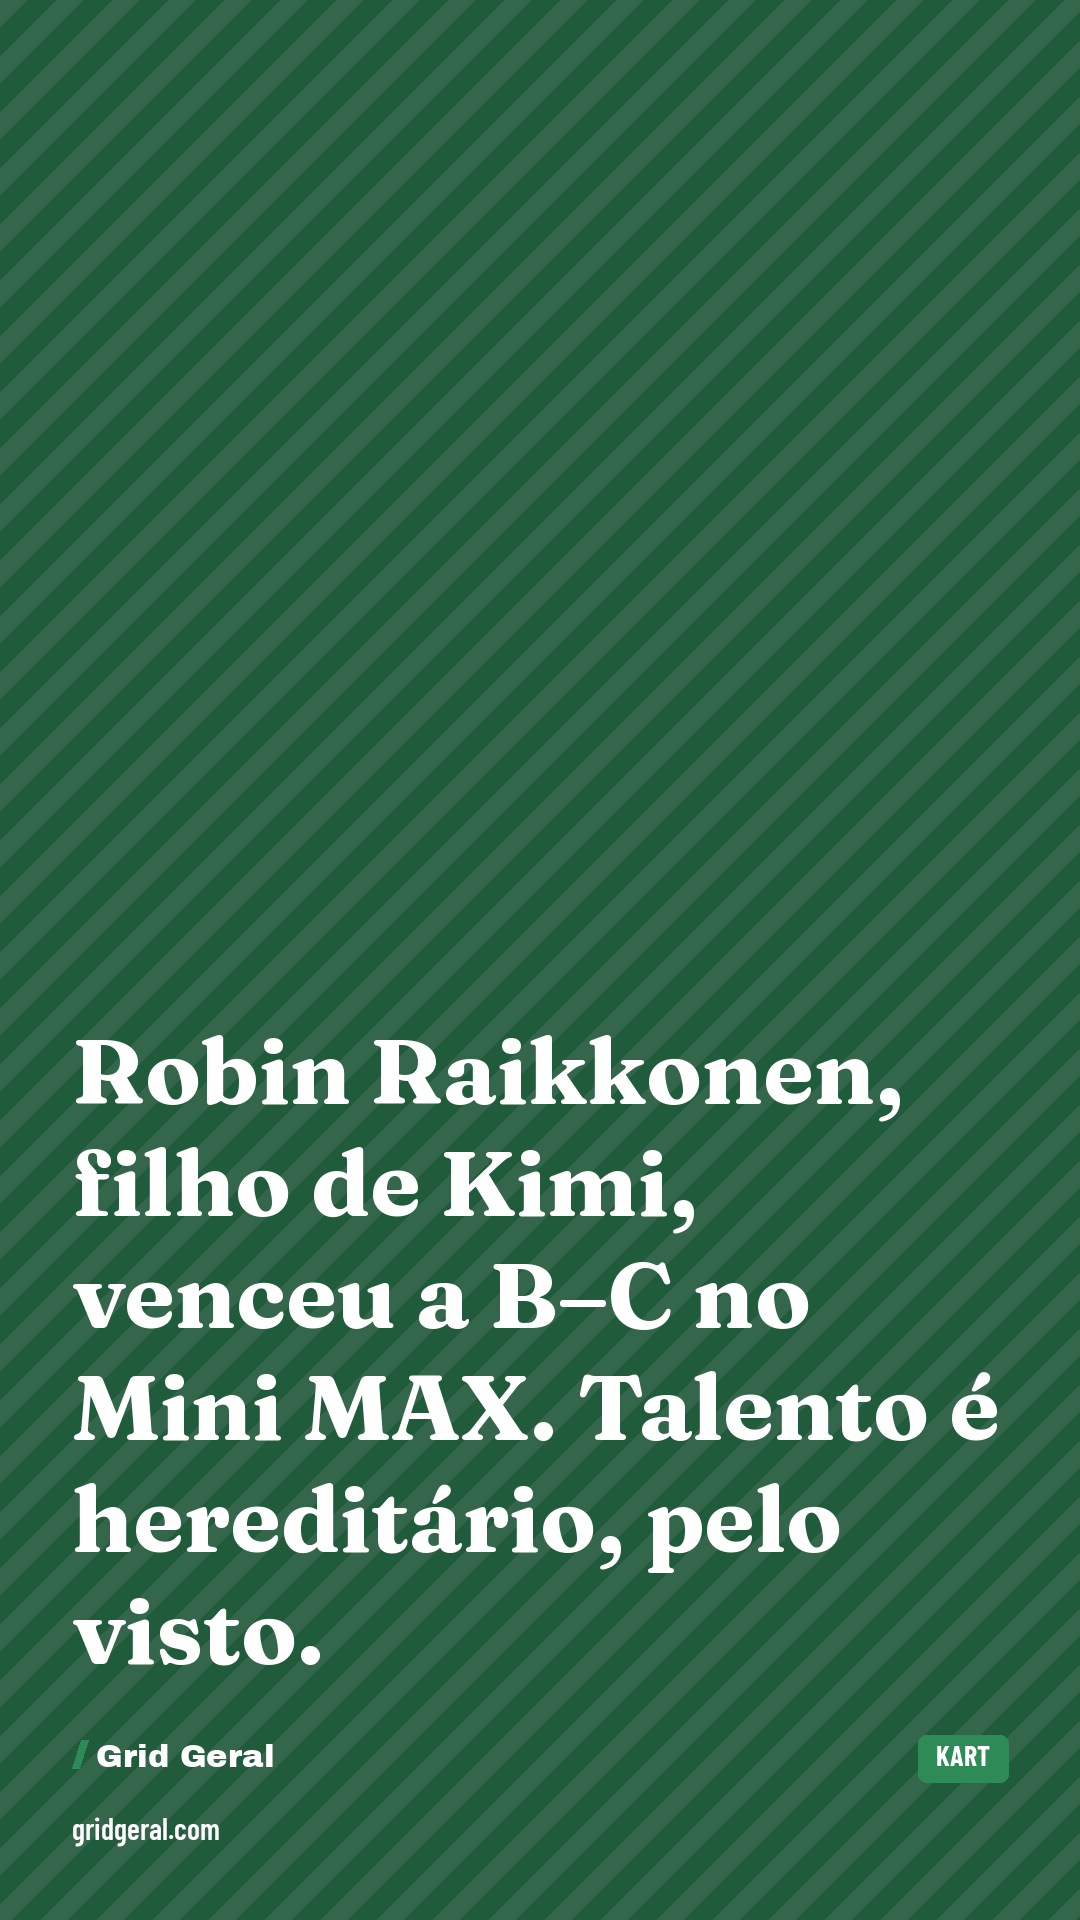 Robin Raikkonen,
filho de Kimi,
venceu a B–C no
Mini MAX. Talento é
hereditário, pelo
visto.
/ Grid Geral
KART
gridgeral.com